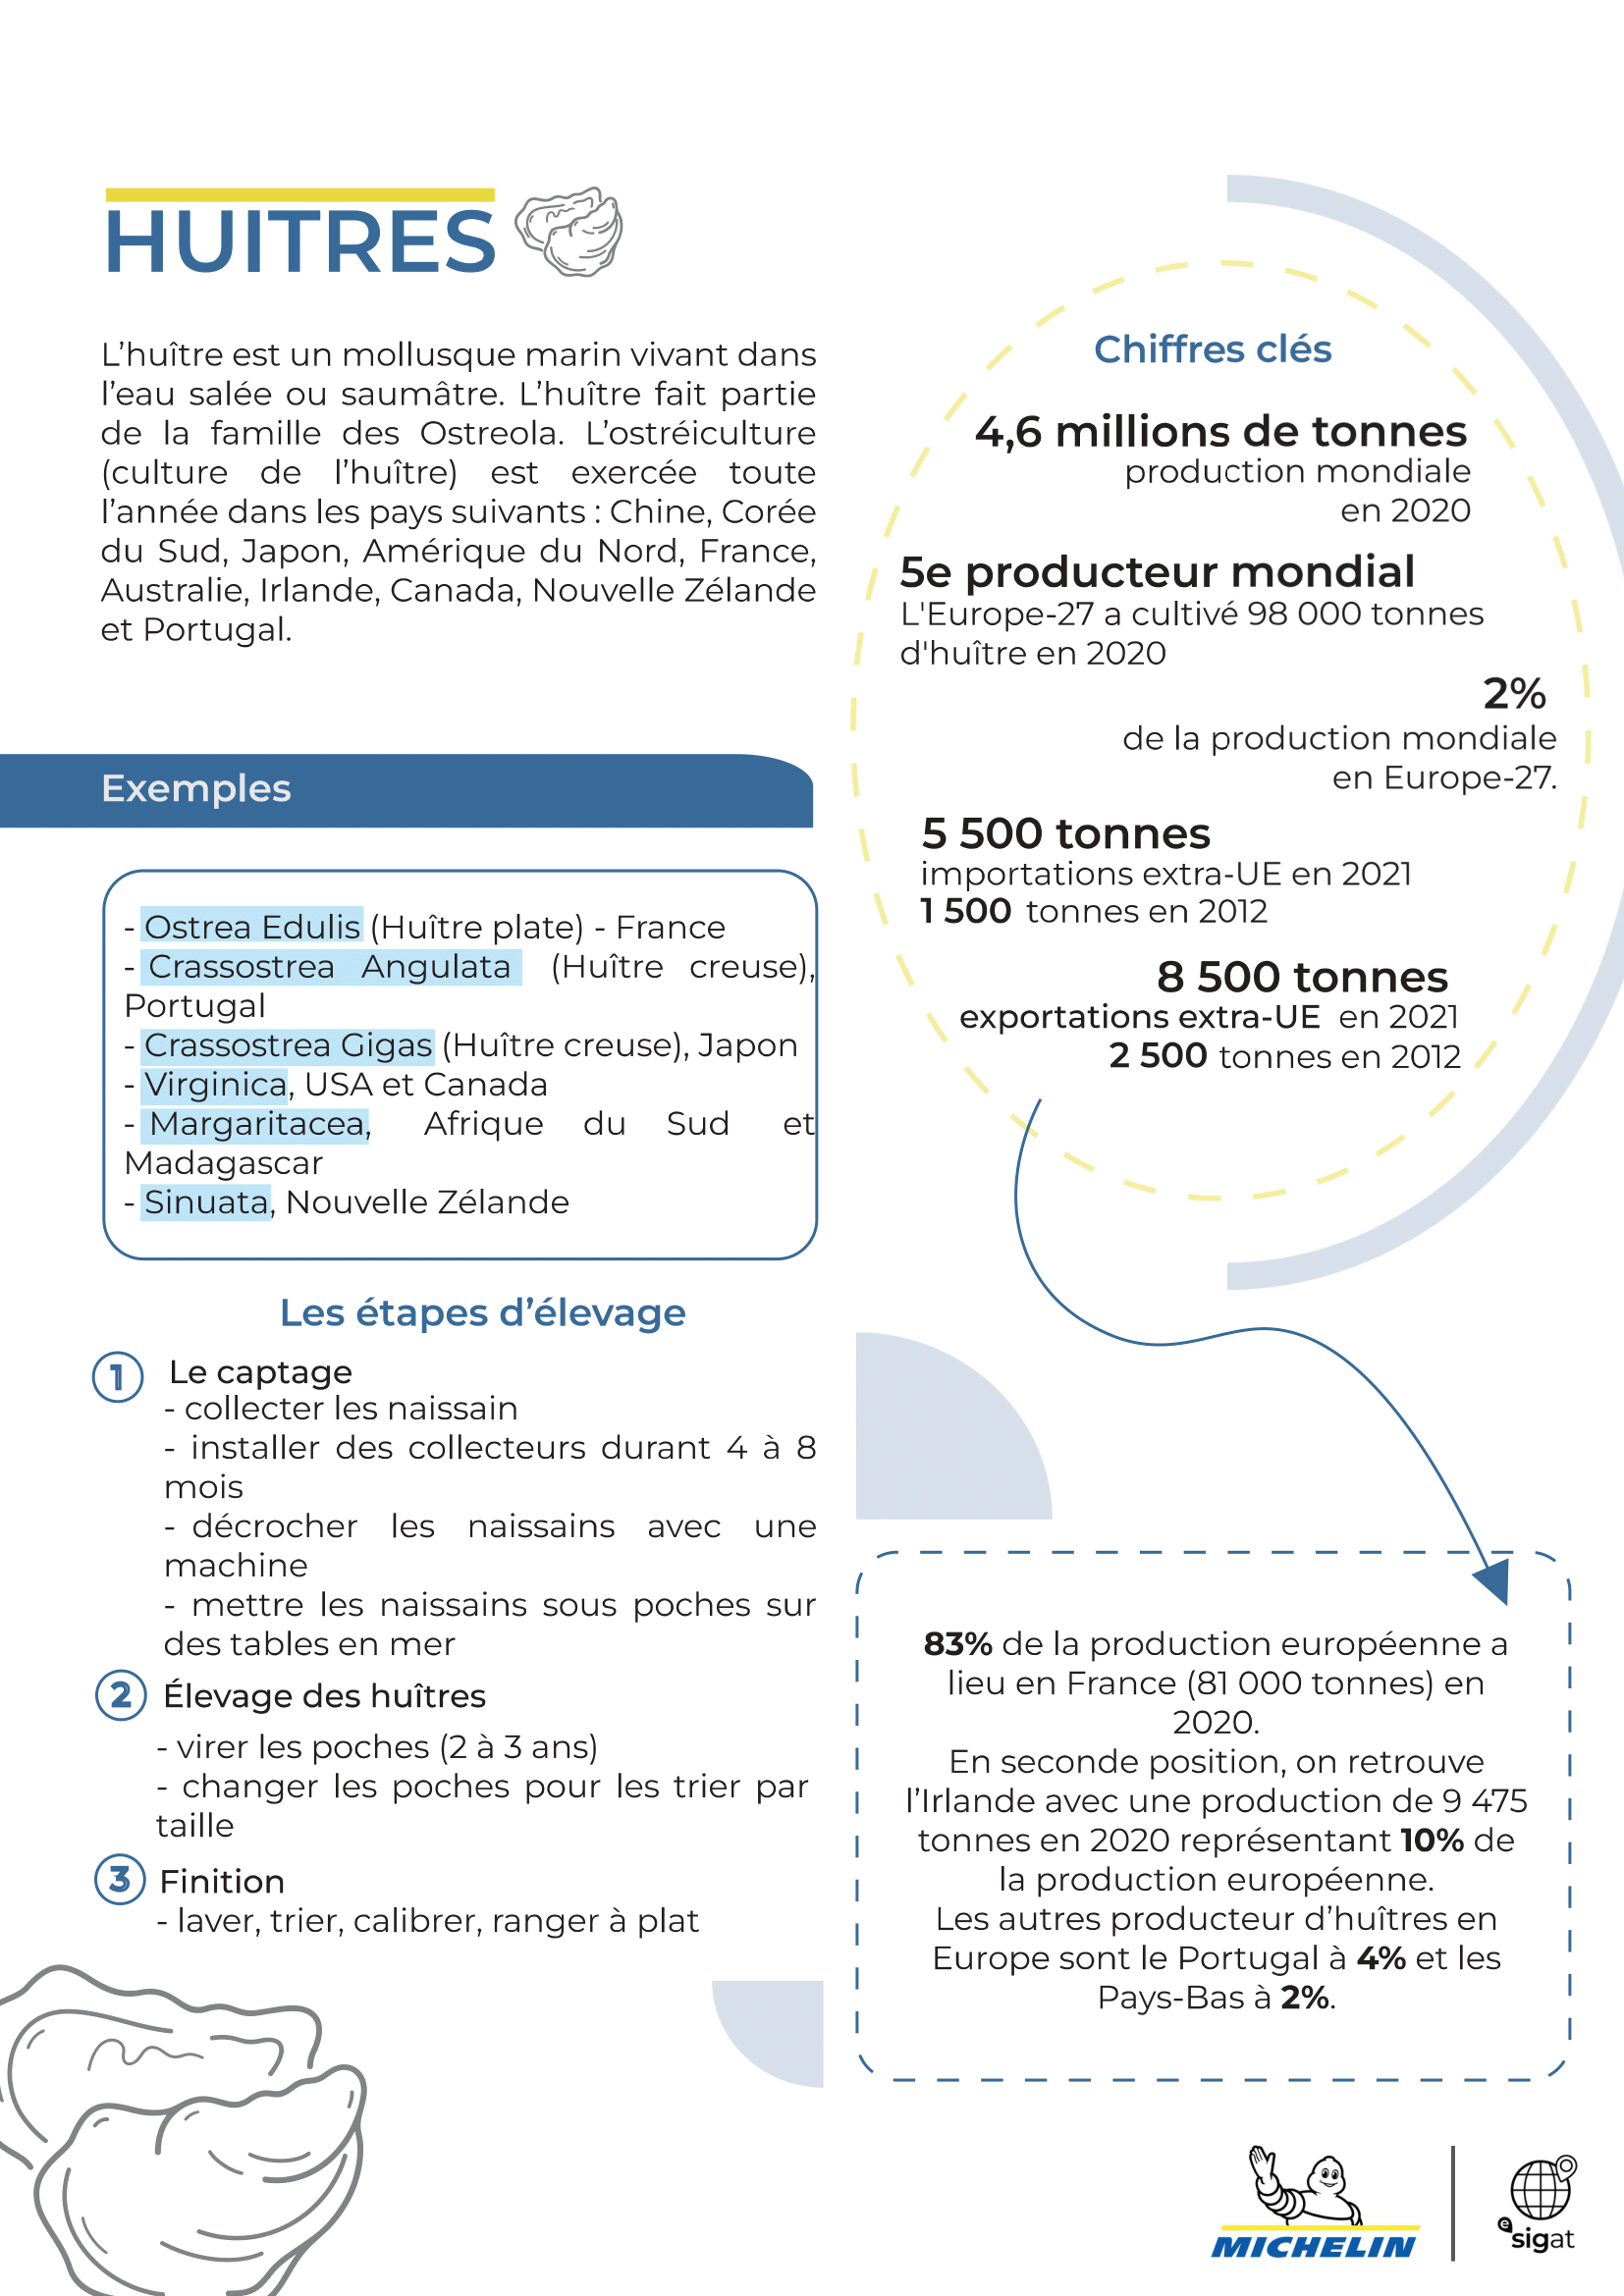 HUITRES
L’huître est un mollusque marin vivant dans
l’eau salée ou saumâtre. L’huître fait partie
de la famille des Ostreola. L’ostréiculture
(culture de l’huître) est exercée toute
l’année dans les pays suivants : Chine, Corée
du Sud, Japon, Amérique du Nord, France,
Australie, Irlande, Canada, Nouvelle Zélande
et Portugal.
Exemples
- Ostrea Edulis (Huître plate) - France
- Crassostrea Angulata (Huître creuse),
Portugal
- Crassostrea Gigas (Huître creuse), Japon
- Virginica, USA et Canada
- Margaritacea, Afrique du Sud et
Madagascar
- Sinuata, Nouvelle Zélande
Les étapes d’élevage
1 Le captage
- collecter les naissain
- installer des collecteurs durant 4 à 8
mois
- décrocher les naissains avec une
machine
- mettre les naissains sous poches sur
des tables en mer
2 Élevage des huîtres
- virer les poches (2 à 3 ans)
- changer les poches pour les trier par
taille
3 Finition
- laver, trier, calibrer, ranger à plat
Chiffres clés
4,6 millions de tonnes
production mondiale
en 2020
5e producteur mondial
L'Europe-27 a cultivé 98 000 tonnes
d'huître en 2020
2%
de la production mondiale
en Europe-27.
5 500 tonnes
importations extra-UE en 2021
1 500 tonnes en 2012
8 500 tonnes
exportations extra-UE en 2021
2 500 tonnes en 2012
83% de la production européenne a
lieu en France (81 000 tonnes) en
2020.
En seconde position, on retrouve
l’Irlande avec une production de 9 475
tonnes en 2020 représentant 10% de
la production européenne.
Les autres producteur d’huîtres en
Europe sont le Portugal à 4% et les
Pays-Bas à 2%.
MICHELIN
e sigat